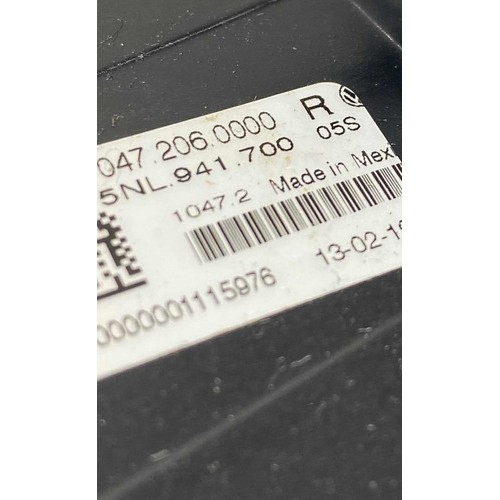 047.206.0000 R
5NL.941.700 05S
1047.2 Made in Mex
13-02-1
0000001115976